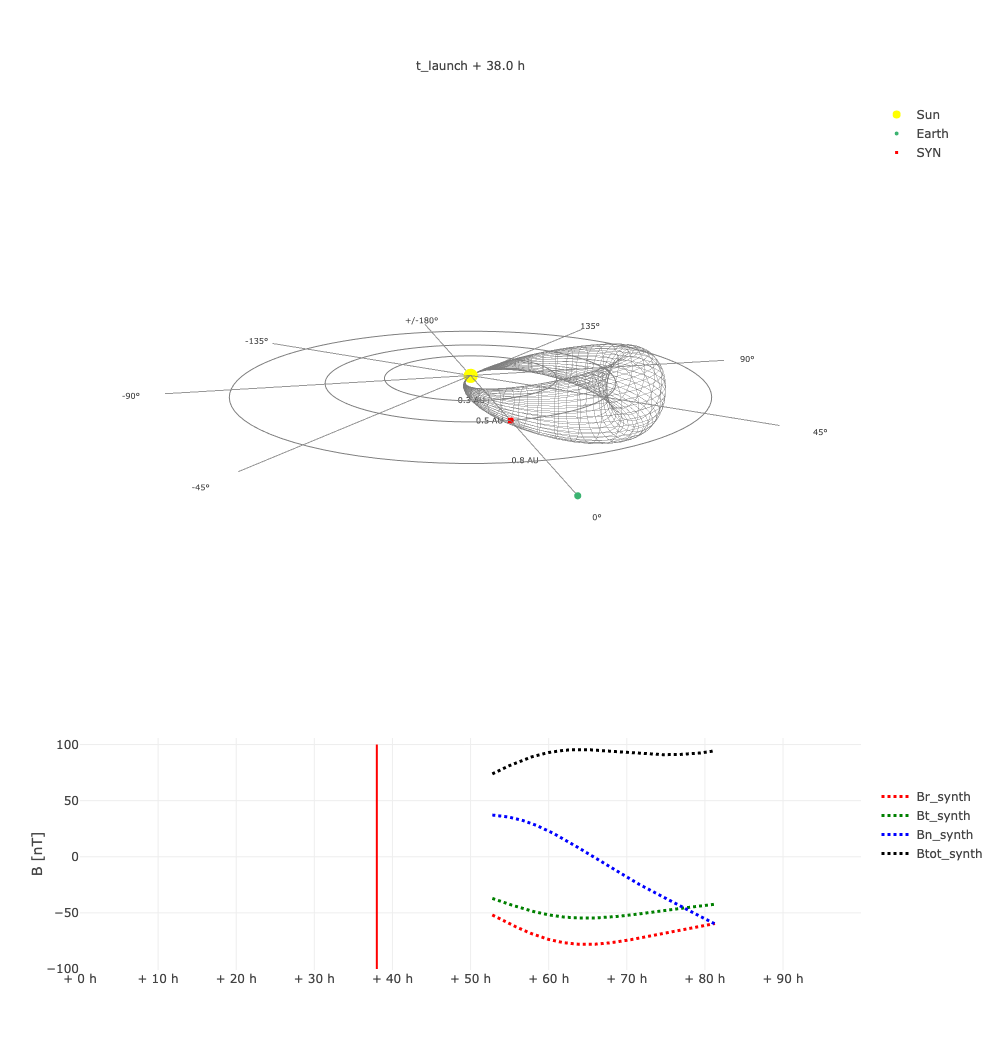 t_launch + 38.0 h
Sun
Earth
SYN
+/-180°
135°
-135°
90°
-90°
0.3 AU
0.5 AU
45°
0.8 AU
-45°
0°
100
50
0
−50
−100
B [nT]
+ 0 h + 10 h + 20 h + 30 h + 40 h + 50 h + 60 h + 70 h + 80 h + 90 h
Br_synth
Bt_synth
Bn_synth
Btot_synth